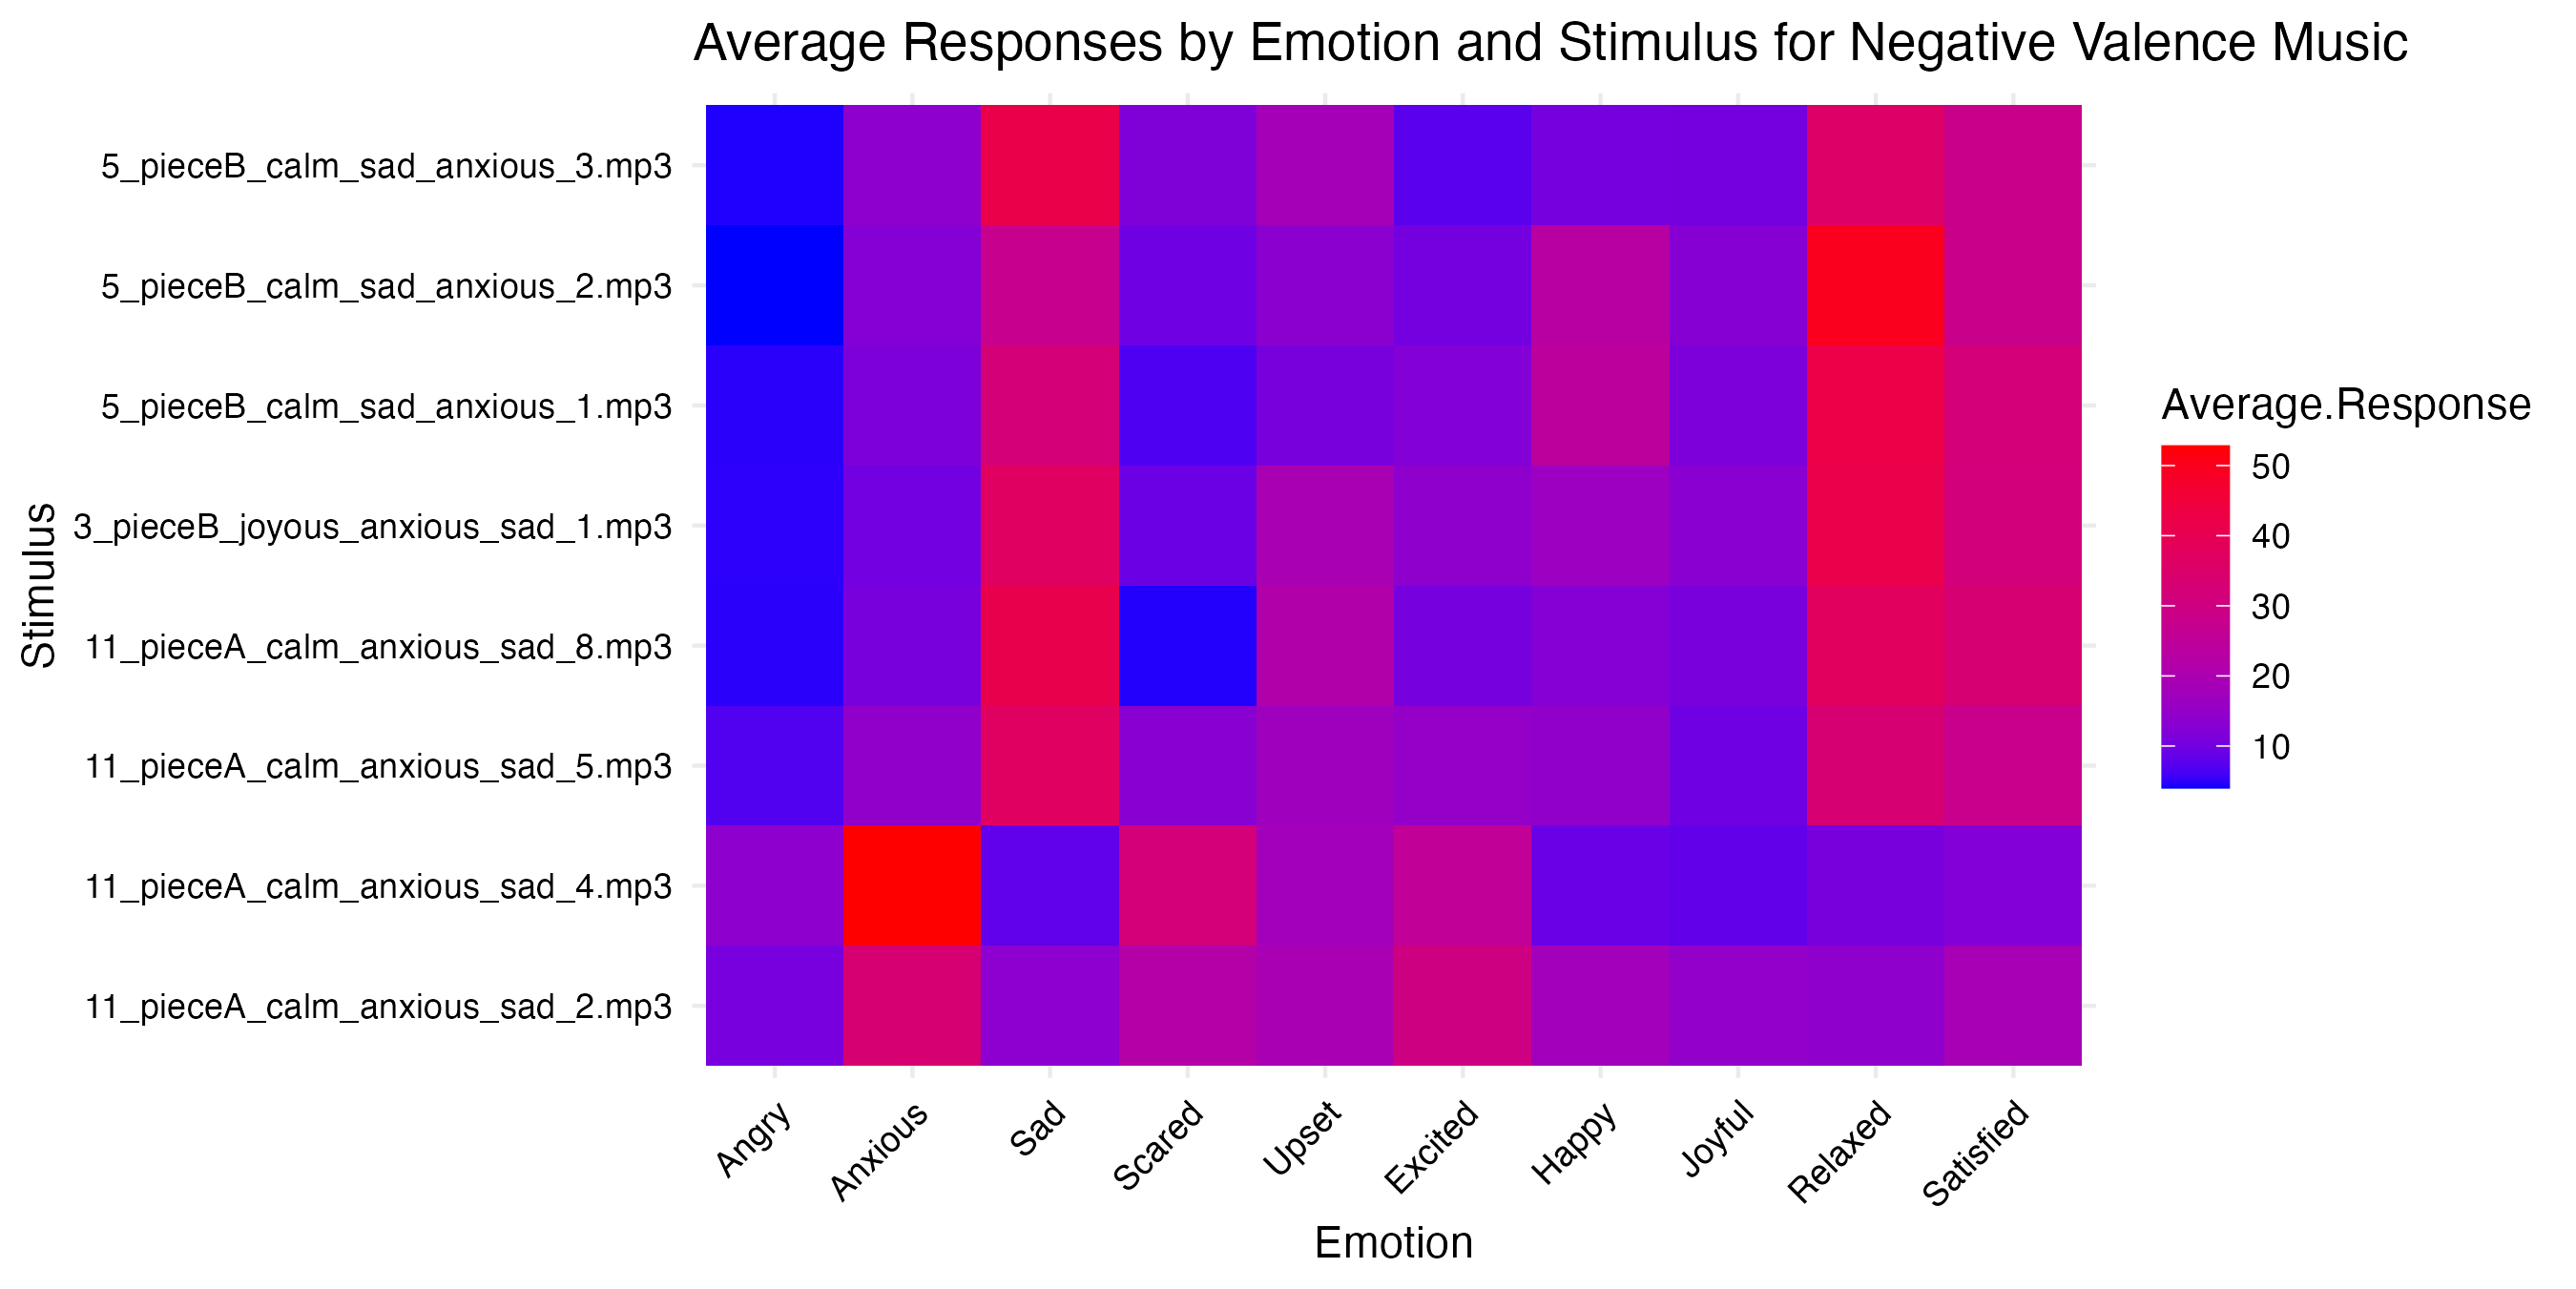 Average Responses by Emotion and Stimulus for Negative Valence Music
Stimulus
5_pieceB_calm_sad_anxious_3.mp3
5_pieceB_calm_sad_anxious_2.mp3
5_pieceB_calm_sad_anxious_1.mp3
3_pieceB_joyous_anxious_sad_1.mp3
11_pieceA_calm_anxious_sad_8.mp3
11_pieceA_calm_anxious_sad_5.mp3
11_pieceA_calm_anxious_sad_4.mp3
11_pieceA_calm_anxious_sad_2.mp3
Angry
Anxious
Sad
Scared
Upset
Excited
Happy
Joyful
Relaxed
Satisfied
Emotion
Average.Response
50
40
30
20
10